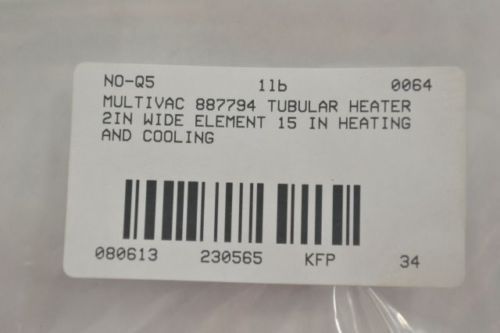 NO-Q5 1lb 0064
MULTIVAC 887794 TUBULAR HEATER
2IN WIDE ELEMENT 15 IN HEATING
AND COOLING
080613 230565 KFP 34